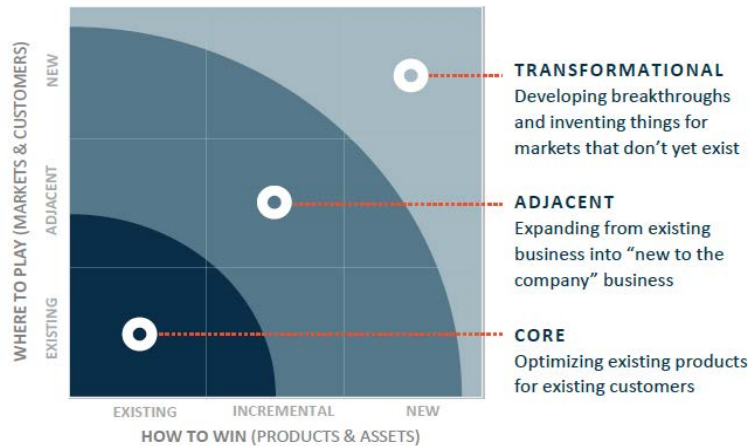 WHERE TO PLAY (MARKETS & CUSTOMERS)
NEW
ADJACENT
EXISTING
TRANSFORMATIONAL
Developing breakthroughs
and inventing things for
markets that don't yet exist
ADJACENT
Expanding from existing
business into “new to the
company” business
CORE
Optimizing existing products
for existing customers
EXISTING
INCREMENTAL
NEW
HOW TO WIN (PRODUCTS & ASSETS)